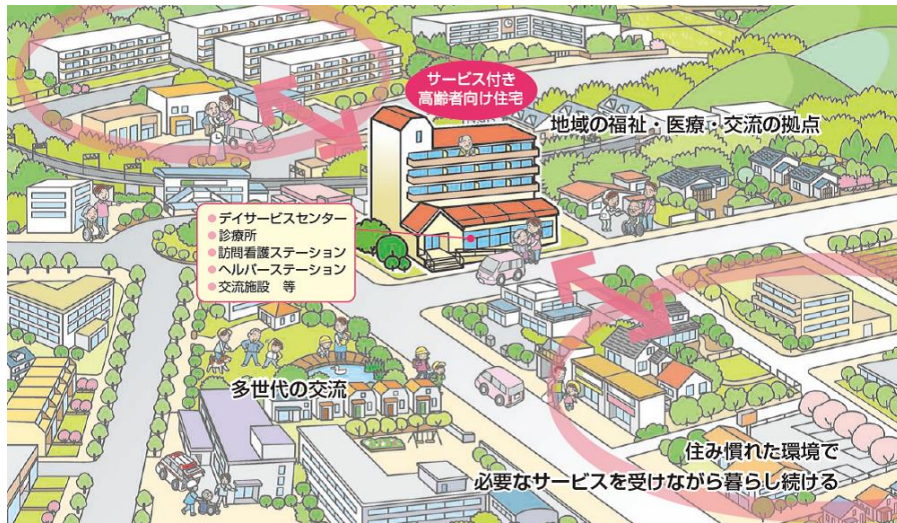 サービス付き
高齢者向け住宅
地域の福祉・医療・交流の拠点
●デイサービスセンター
●診療所
●訪問看護ステーション
●ヘルパーステーション
●交流施設　等
多世代の交流
住み慣れた環境で
必要なサービスを受けながら暮らし続ける